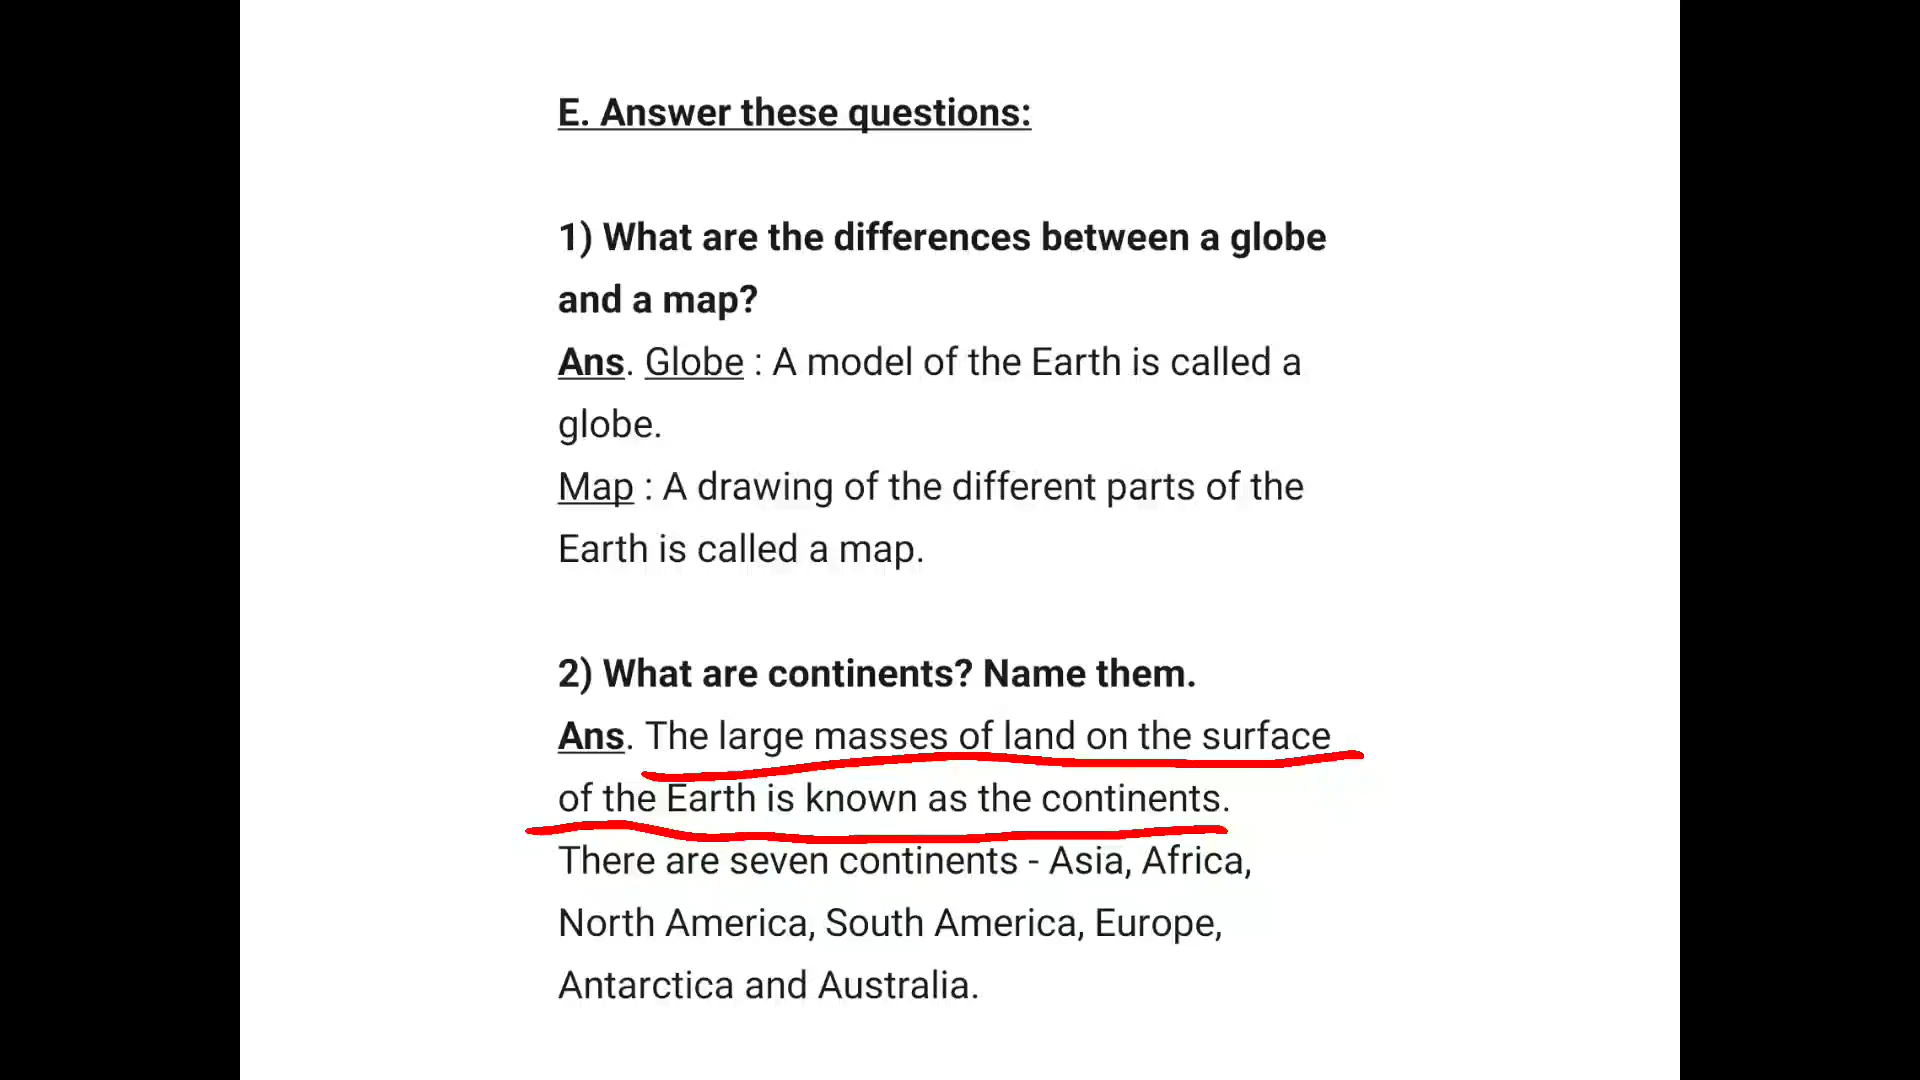 E. Answer these questions:
1) What are the differences between a globe
and a map?
Ans. Globe : A model of the Earth is called a
globe.
Map : A drawing of the different parts of the
Earth is called a map.
2) What are continents? Name them.
Ans. The large masses of land on the surface
of the Earth is known as the continents.
There are seven continents - Asia, Africa,
North America, South America, Europe,
Antarctica and Australia.